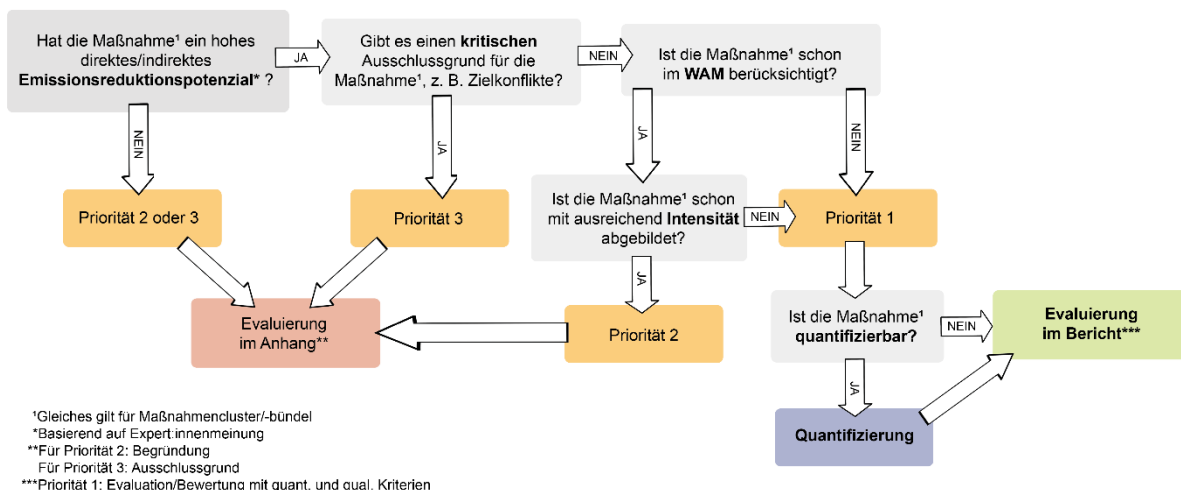 Hat die Maßnahme¹ ein hohes
direktes/indirektes
Emissionsreduktionspotenzial* ?
JA
Gibt es einen kritischen
Ausschlussgrund für die
Maßnahme¹, z. B. Zielkonflikte?
NEIN
Ist die Maßnahme¹ schon
im WAM berücksichtigt?
NEIN
JA
JA
NEIN
Priorität 2 oder 3
Priorität 3
Ist die Maßnahme¹ schon
mit ausreichend Intensität
abgebildet?
NEIN
Priorität 1
JA
Evaluierung
im Anhang**
Priorität 2
Ist die Maßnahme¹
quantifizierbar?
NEIN
Evaluierung
im Bericht***
JA
Quantifizierung
¹Gleiches gilt für Maßnahmencluster/-bündel
*Basierend auf Expert:innenmeinung
**Für Priorität 2: Begründung
Für Priorität 3: Ausschlussgrund
***Priorität 1: Evaluation/Bewertung mit quant. und qual. Kriterien